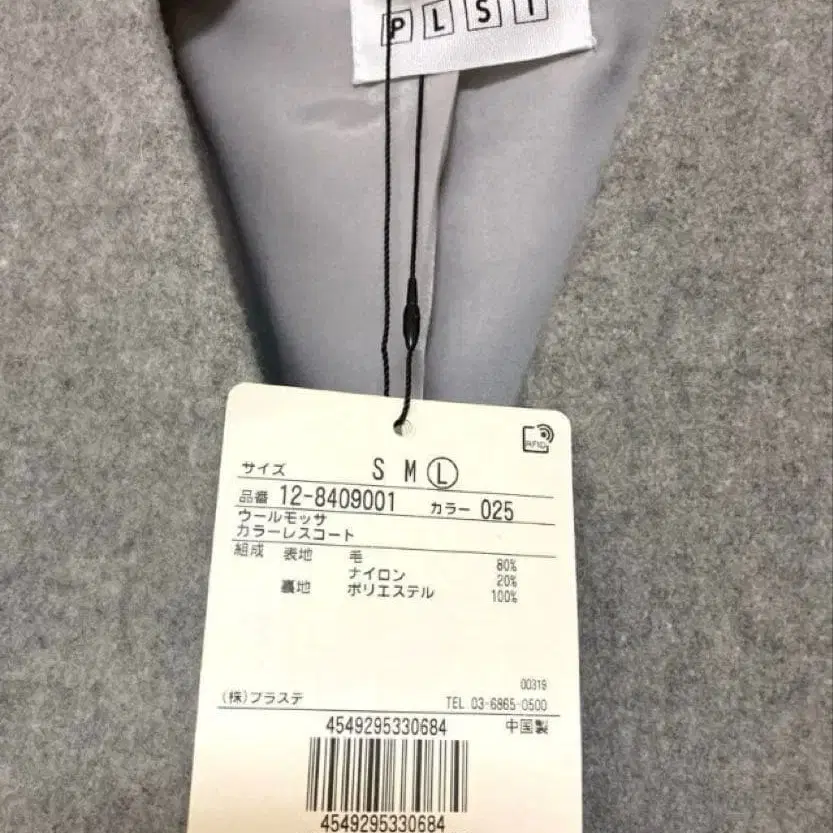 PLSI
RFID
サイズ S M L
品番 12-8409001 カラー 025
ウールモッサ
カラーレスコート
組成 表地 毛 80%
ナイロン 20%
裏地 ポリエステル 100%
00319
(株)プラステ TEL 03-6865-0500
4549295330684 中国製
4549295330684